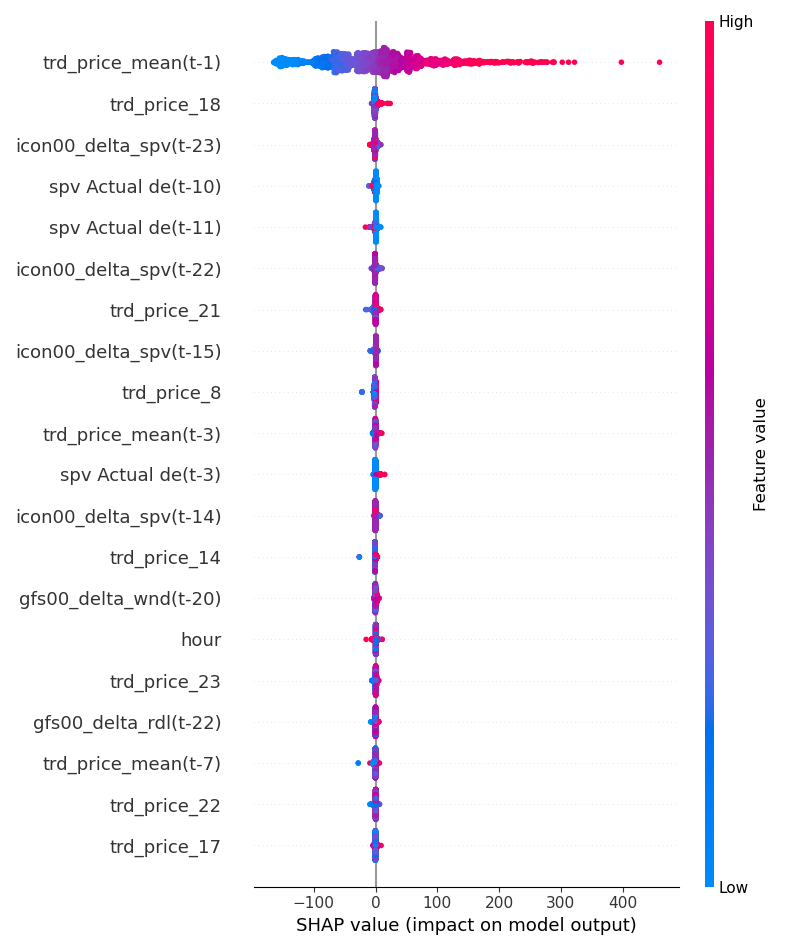 High
trd_price_mean(t-1)
trd_price_18
icon00_delta_spv(t-23)
spv Actual de(t-10)
spv Actual de(t-11)
icon00_delta_spv(t-22)
trd_price_21
icon00_delta_spv(t-15)
trd_price_8
trd_price_mean(t-3)
spv Actual de(t-3)
icon00_delta_spv(t-14)
trd_price_14
gfs00_delta_wnd(t-20)
hour
trd_price_23
gfs00_delta_rdl(t-22)
trd_price_mean(t-7)
trd_price_22
trd_price_17
Feature value
Low
−100 0 100 200 300 400
SHAP value (impact on model output)